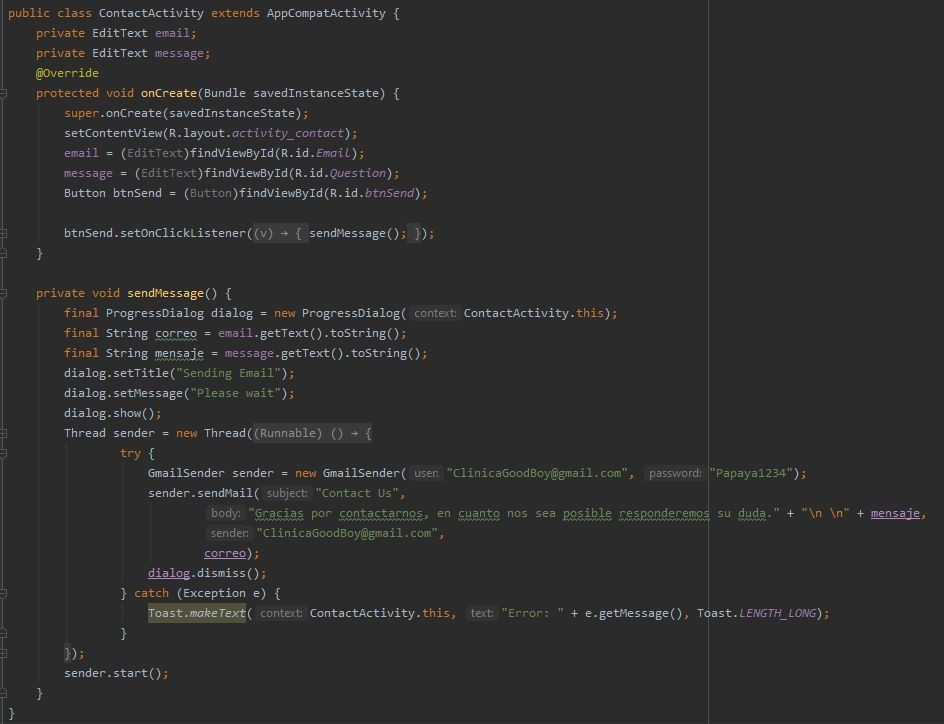 public class ContactActivity extends AppCompatActivity {
    private EditText email;
    private EditText message;
    @Override
    protected void onCreate(Bundle savedInstanceState) {
        super.onCreate(savedInstanceState);
        setContentView(R.layout.activity_contact);
        email = (EditText)findViewById(R.id.Email);
        message = (EditText)findViewById(R.id.Question);
        Button btnSend = (Button)findViewById(R.id.btnSend);

        btnSend.setOnClickListener((v) → { sendMessage(); });
    }

    private void sendMessage() {
        final ProgressDialog dialog = new ProgressDialog( context: ContactActivity.this);
        final String correo = email.getText().toString();
        final String mensaje = message.getText().toString();
        dialog.setTitle("Sending Email");
        dialog.setMessage("Please wait");
        dialog.show();
        Thread sender = new Thread((Runnable) () → {
                try {
                    GmailSender sender = new GmailSender( user: "ClinicaGoodBoy@gmail.com", password: "Papaya1234");
                    sender.sendMail( subject: "Contact Us",
                            body: "Gracias por contactarnos, en cuanto nos sea posible responderemos su duda." + "\n \n" + mensaje,
                            sender: "ClinicaGoodBoy@gmail.com",
                            correo);
                    dialog.dismiss();
                } catch (Exception e) {
                    Toast.makeText( context: ContactActivity.this, text: "Error: " + e.getMessage(), Toast.LENGTH_LONG);
                }
        });
        sender.start();
    }
}